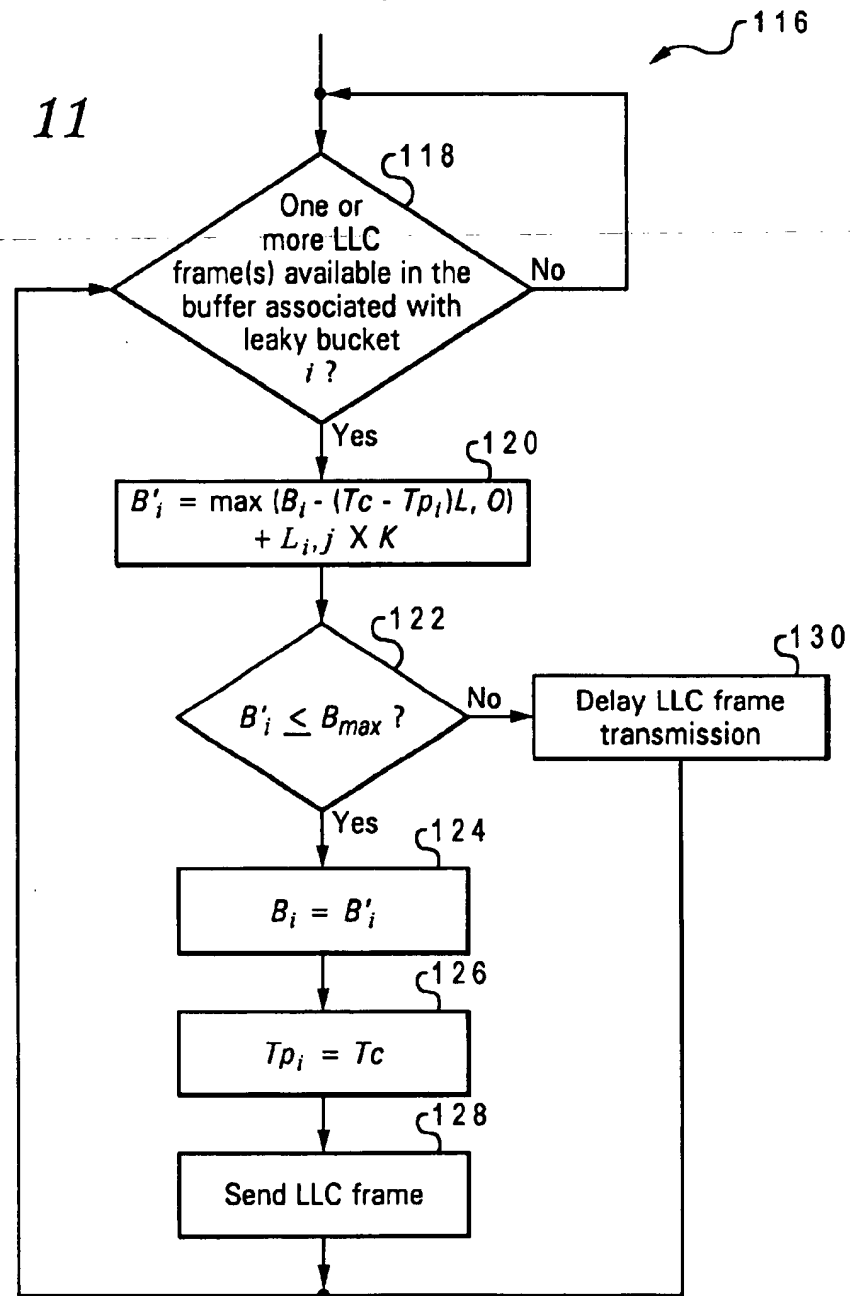 116
11
118
One or
more LLC
frame(s) available in the
buffer associated with
leaky bucket
i ?
No
Yes
120
B'i = max (Bi - (Tc - Tpi)L, O)
+ Li,j X K
122
B'i ≤ Bmax ?
No
130
Delay LLC frame
transmission
Yes
124
Bi = B'i
126
Tpi = Tc
128
Send LLC frame